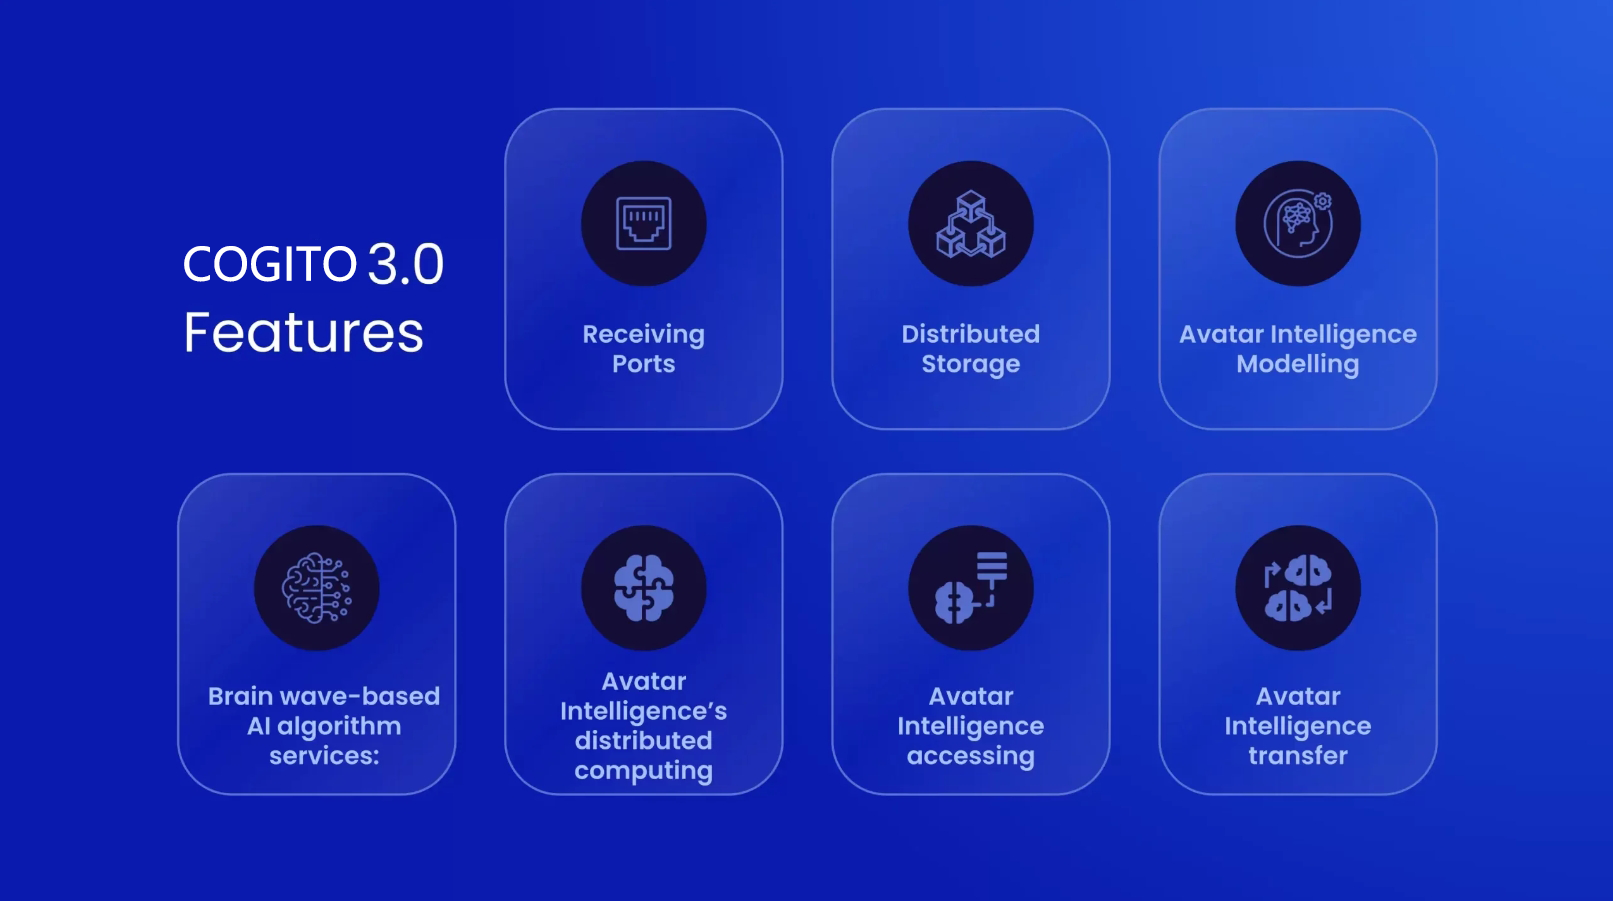 COGITO 3.0
Features
Receiving
Ports
Distributed
Storage
Avatar Intelligence
Modelling
Brain wave-based
AI algorithm
services:
Avatar
Intelligence’s
distributed
computing
Avatar
Intelligence
accessing
Avatar
Intelligence
transfer